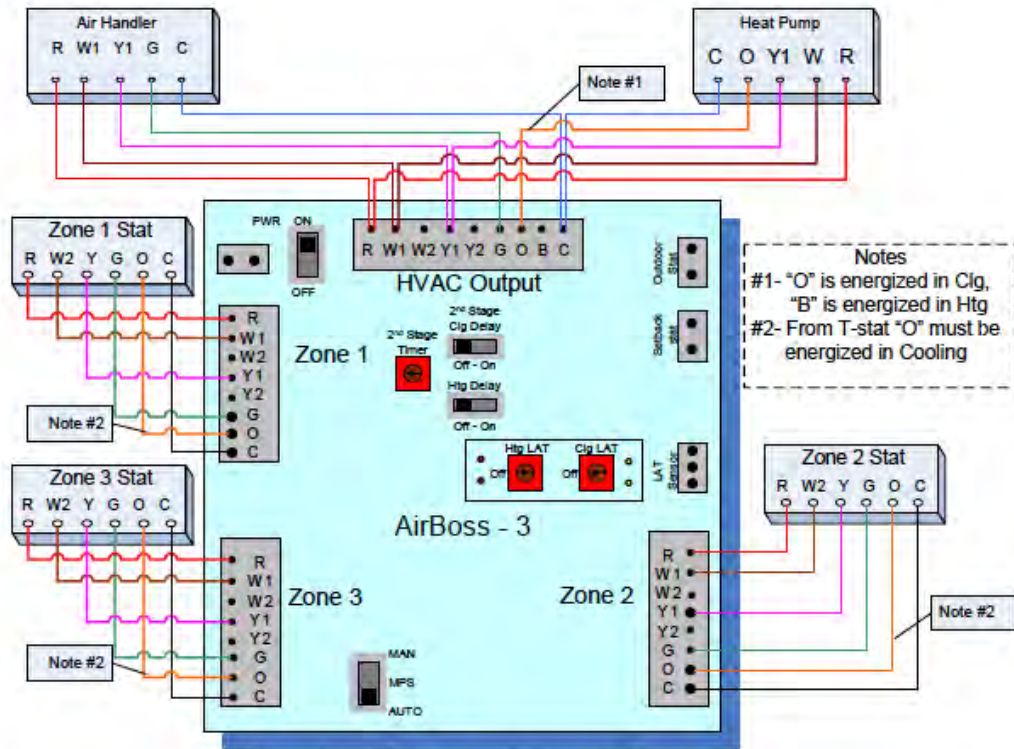 Air Handler
R W1 Y1 G C
Heat Pump
C O Y1 W R
Note #1
Zone 1 Stat
R W2 Y G O C
PWR
ON
OFF
R W1 W2 Y1 Y2 G O B C
HVAC Output
Outdoor
Stat
Notes
#1- "O" is energized in Clg,
"B" is energized in Htg
#2- From T-stat "O" must be
energized in Cooling
R
W1
W2
Y1
Y2
G
O
C
Zone 1
2nd Stage
Timer
2nd Stage
Clg Delay
Off - On
Htg Delay
Off - On
Setback
stat
Note #2
Zone 3 Stat
R W2 Y G O C
Htg LAT
Off
Clg LAT
Off
LAT
Sensor
Zone 2 Stat
R W2 Y G O C
AirBoss - 3
R
W1
W2
Y1
Y2
G
O
C
Zone 3
Zone 2
R
W1
W2
Y1
Y2
G
O
C
Note #2
Note #2
MAN
MPS
AUTO